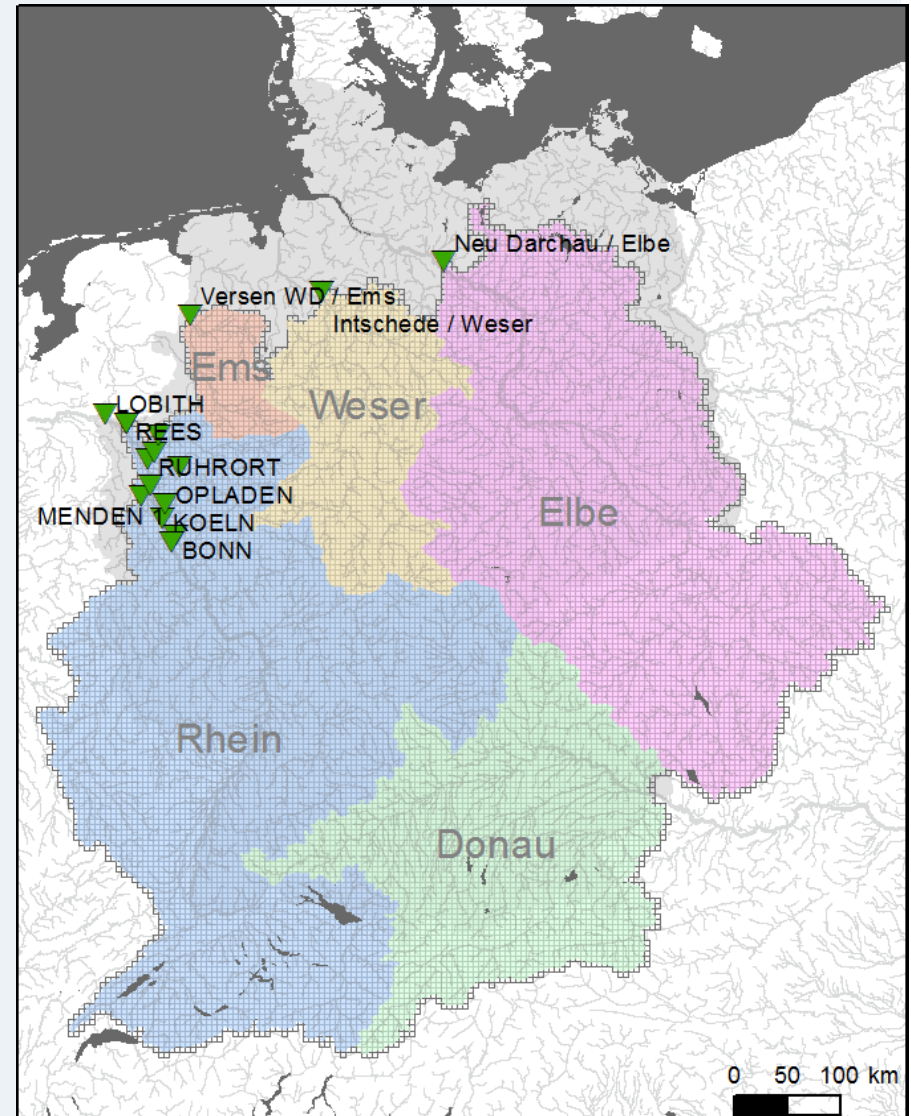 Neu Darchau / Elbe
Versen WD / Ems
Intschede / Weser
Ems
Weser
LOBITH
REES
RUHRORT
OPLADEN
Elbe
MENDEN 1
KOELN
BONN
Rhein
Donau
0 50 100 km